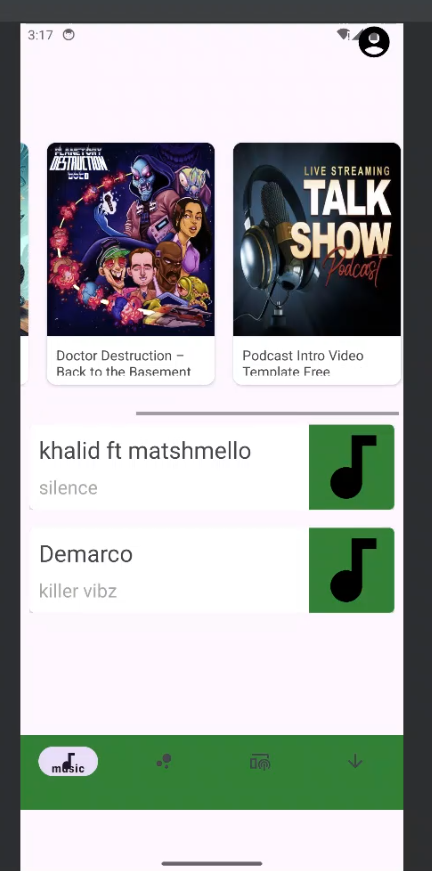 3:17
PLANETORY
DESTRUCTION
LIVE STREAMING
TALK
SHOW
Podcast
Doctor Destruction –
Back to the Basement
Podcast Intro Video
Template Free
khalid ft matshmello
silence
Demarco
killer vibz
music